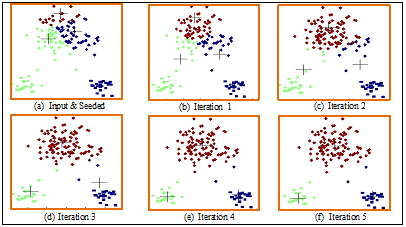 (a) Input & Seeded
(b) Iteration 1
(c) Iteration 2
(d) Iteration 3
(e) Iteration 4
(f) Iteration 5